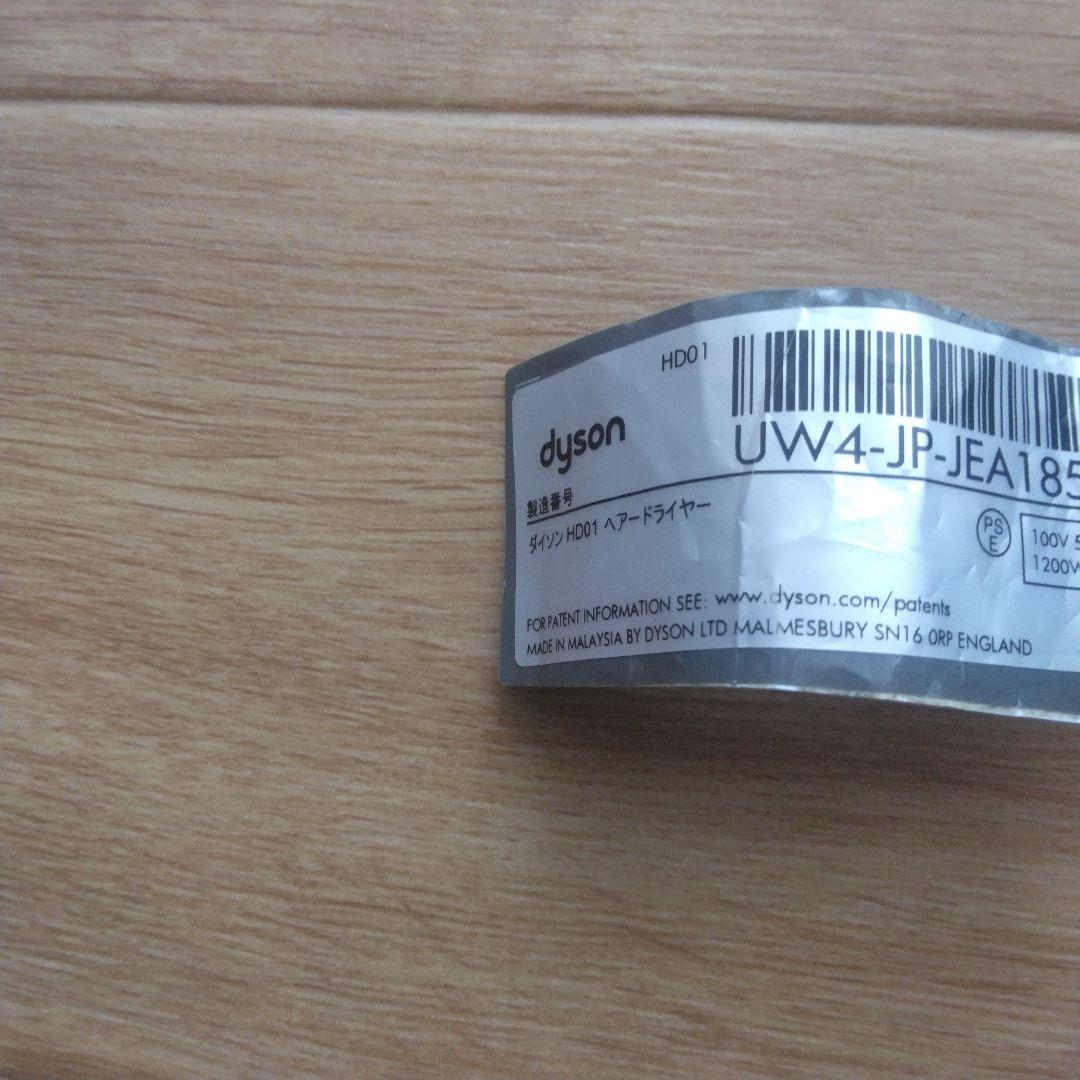 HD01
dyson
UW4-JP-JEA185
製造番号
ダイソン HD01 ヘアードライヤー
PS
E
100V 5
1200W
FOR PATENT INFORMATION SEE: www.dyson.com/patents
MADE IN MALAYSIA BY DYSON LTD MALMESBURY SN16 0RP ENGLAND